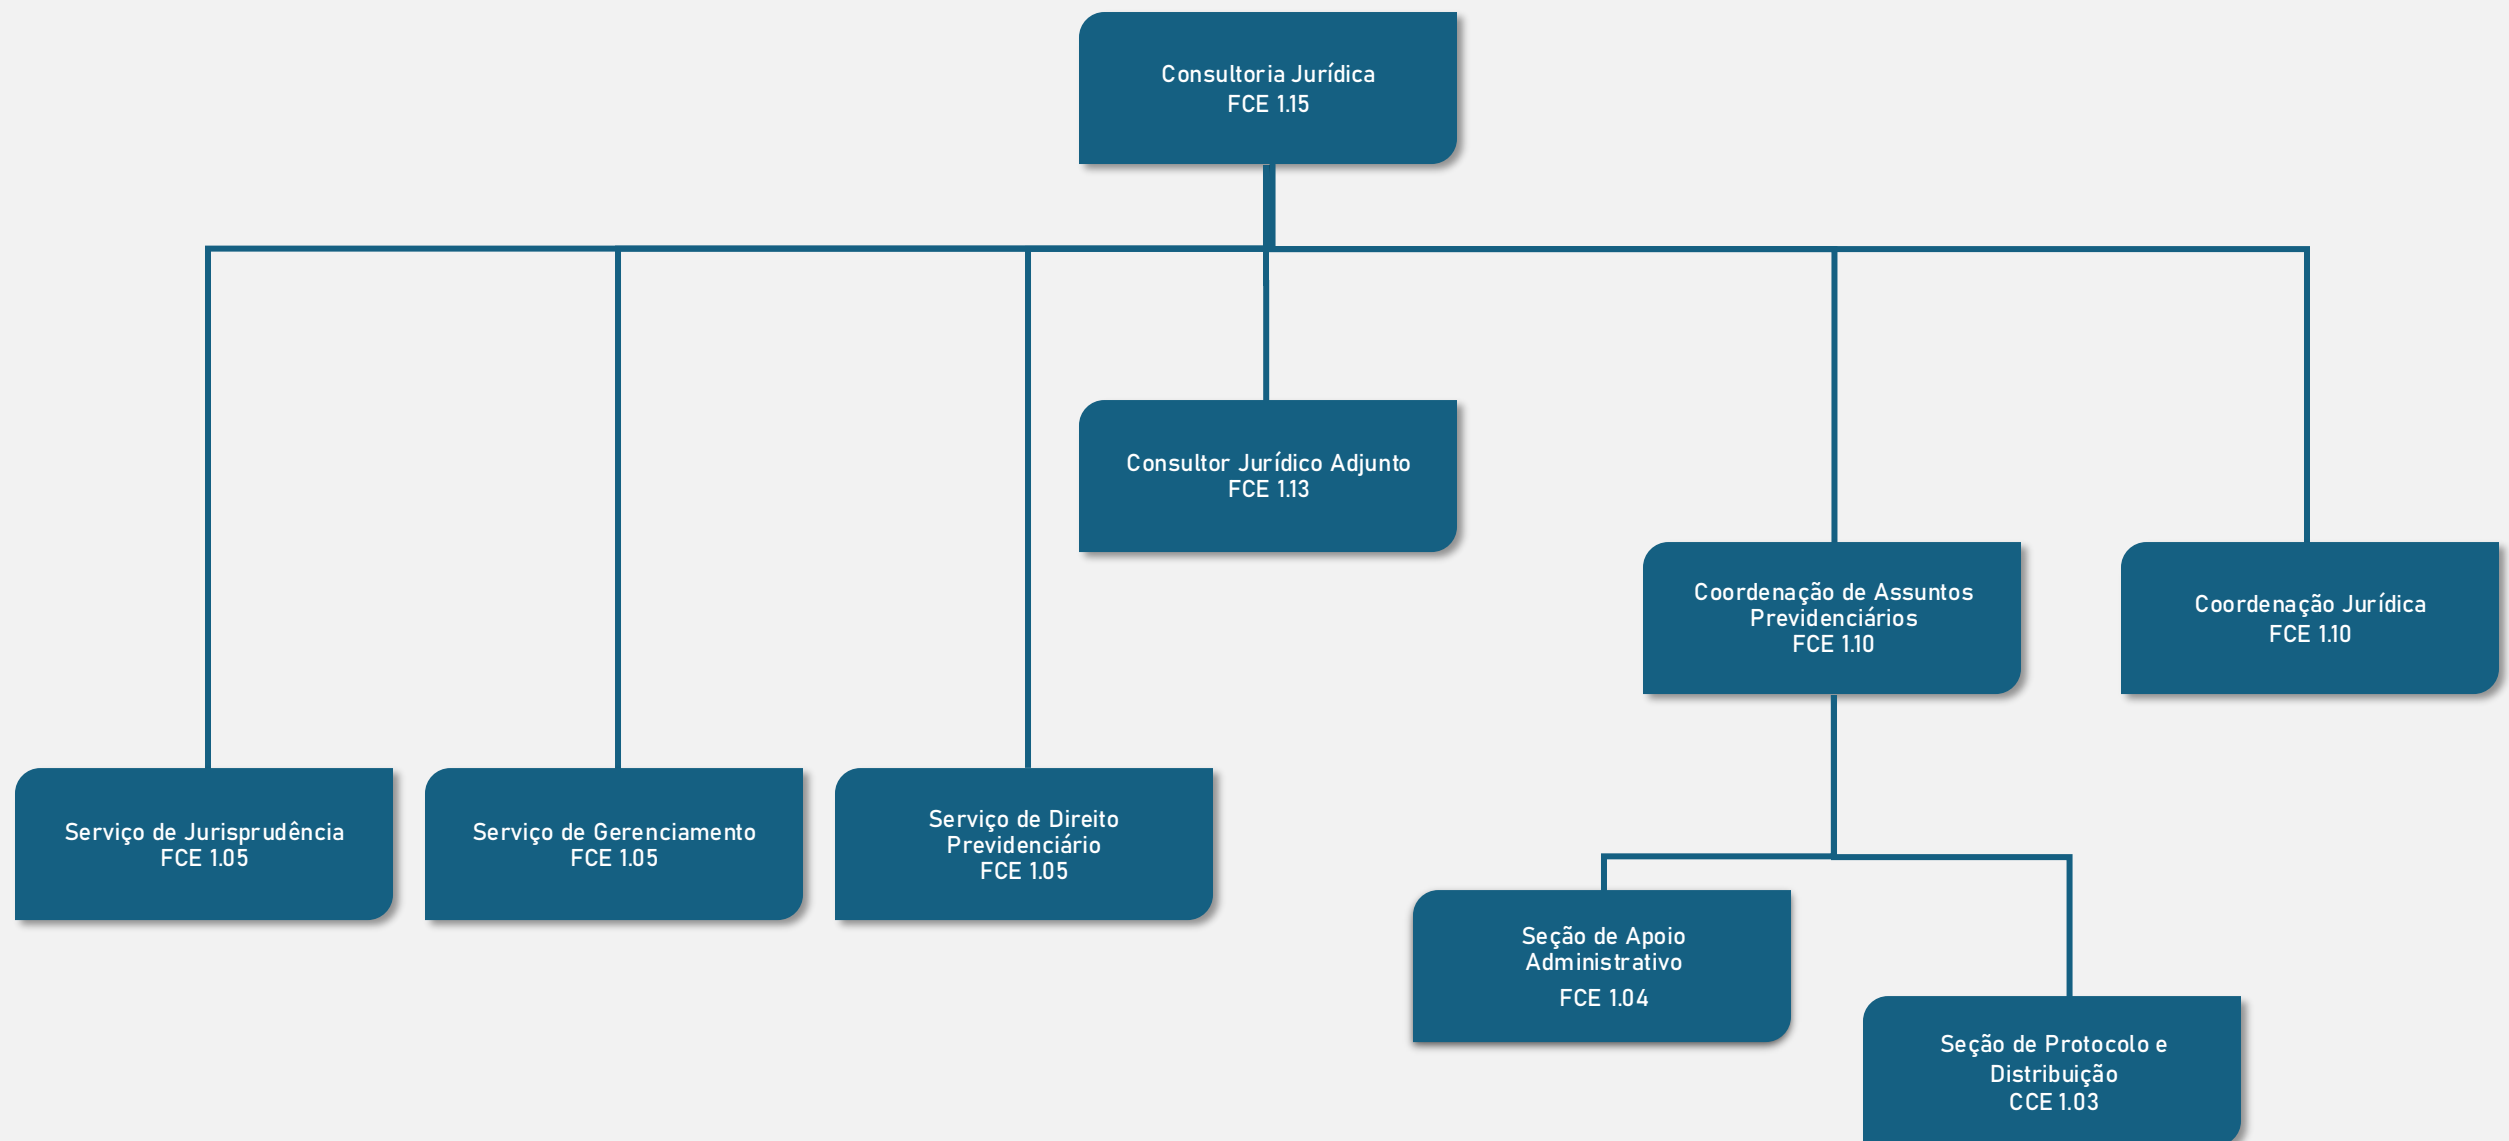 Consultoria Jurídica
FCE 1.15
Consultor Jurídico Adjunto
FCE 1.13
Coordenação de Assuntos
Previdenciários
FCE 1.10
Coordenação Jurídica
FCE 1.10
Serviço de Jurisprudência
FCE 1.05
Serviço de Gerenciamento
FCE 1.05
Serviço de Direito
Previdenciário
FCE 1.05
Seção de Apoio
Administrativo
FCE 1.04
Seção de Protocolo e
Distribuição
CCE 1.03